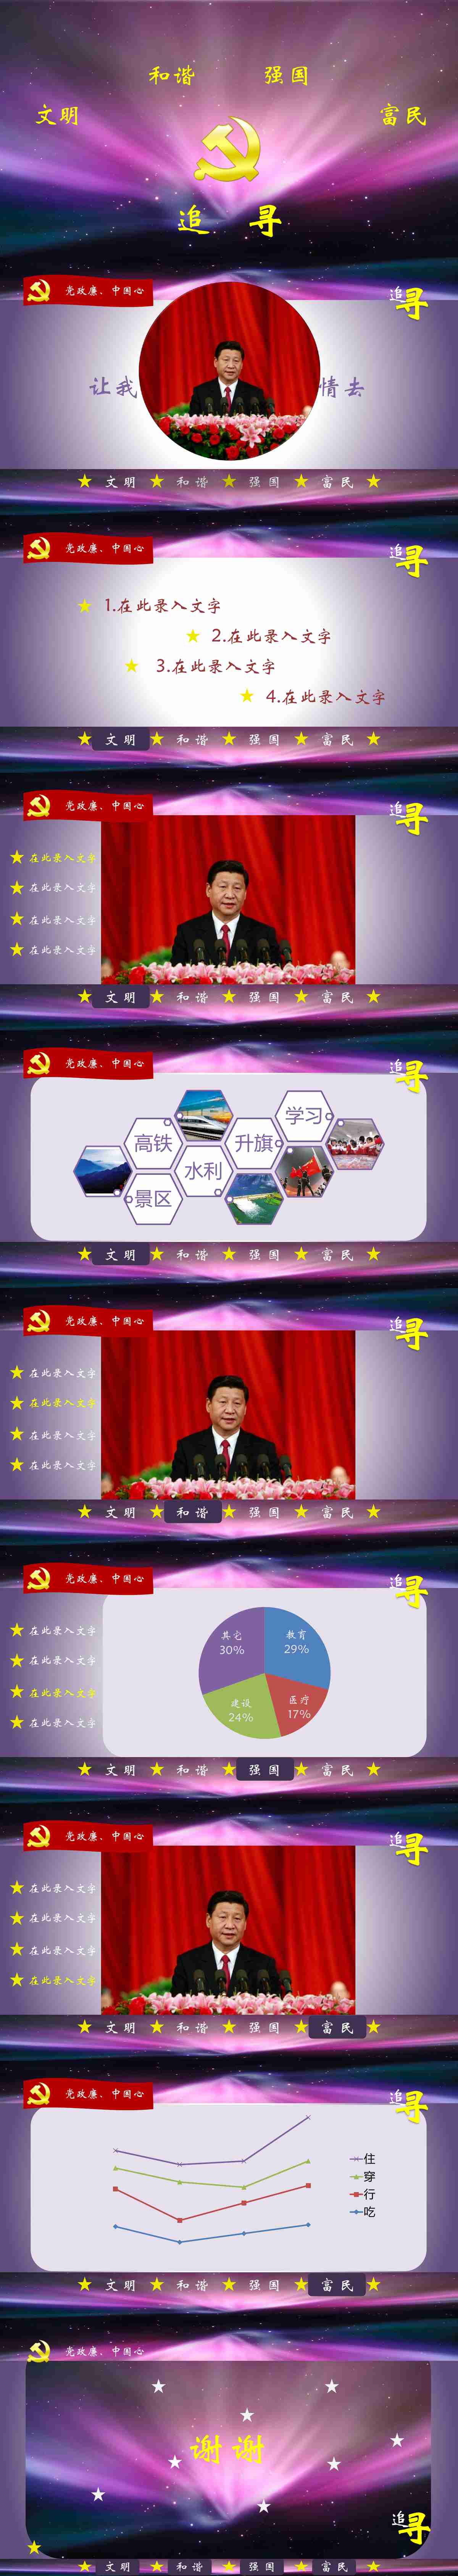 和谐 强国
文明 富民
追 寻
党政廉、中国心
追寻
让我 情去
文明 和谐 强国 富民
党政廉、中国心
追寻
1.在此录入文字
2.在此录入文字
3.在此录入文字
4.在此录入文字
文明 和谐 强国 富民
党政廉、中国心
追寻
在此录入文字
在此录入文字
在此录入文字
在此录入文字
文明 和谐 强国 富民
党政廉、中国心
追寻
学习
高铁 升旗
水利
景区
文明 和谐 强国 富民
党政廉、中国心
追寻
在此录入文字
在此录入文字
在此录入文字
在此录入文字
文明 和谐 强国 富民
党政廉、中国心
追寻
在此录入文字
在此录入文字
在此录入文字
在此录入文字
其它 教育
30% 29%
建设 医疗
24% 17%
文明 和谐 强国 富民
党政廉、中国心
追寻
在此录入文字
在此录入文字
在此录入文字
在此录入文字
文明 和谐 强国 富民
党政廉、中国心
追寻
住
穿
行
吃
文明 和谐 强国 富民
党政廉、中国心
谢谢
追寻
文明 和谐 强国 富民